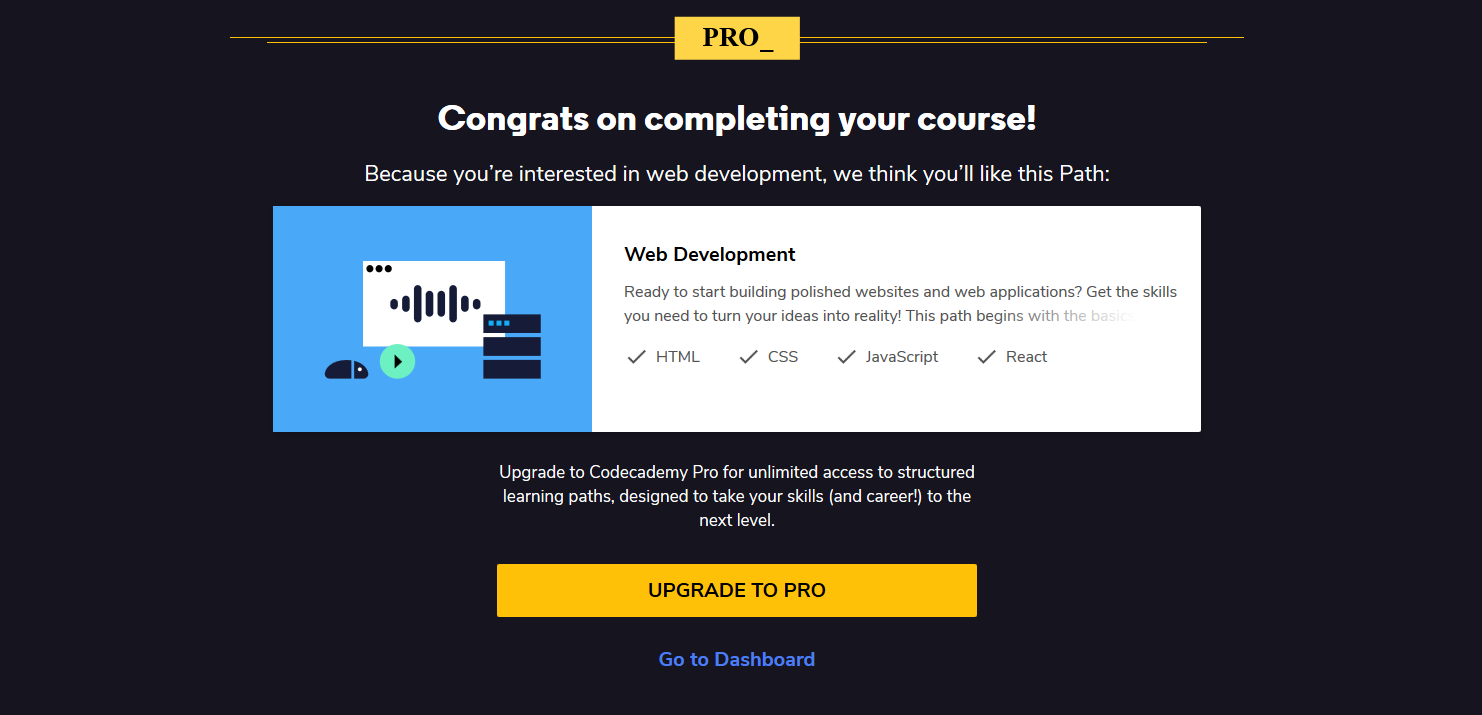 PRO_
Congrats on completing your course!
Because you’re interested in web development, we think you’ll like this Path:
Web Development
Ready to start building polished websites and web applications? Get the skills
you need to turn your ideas into reality! This path begins with the basics
HTML CSS JavaScript React
Upgrade to Codecademy Pro for unlimited access to structured
learning paths, designed to take your skills (and career!) to the
next level.
UPGRADE TO PRO
Go to Dashboard